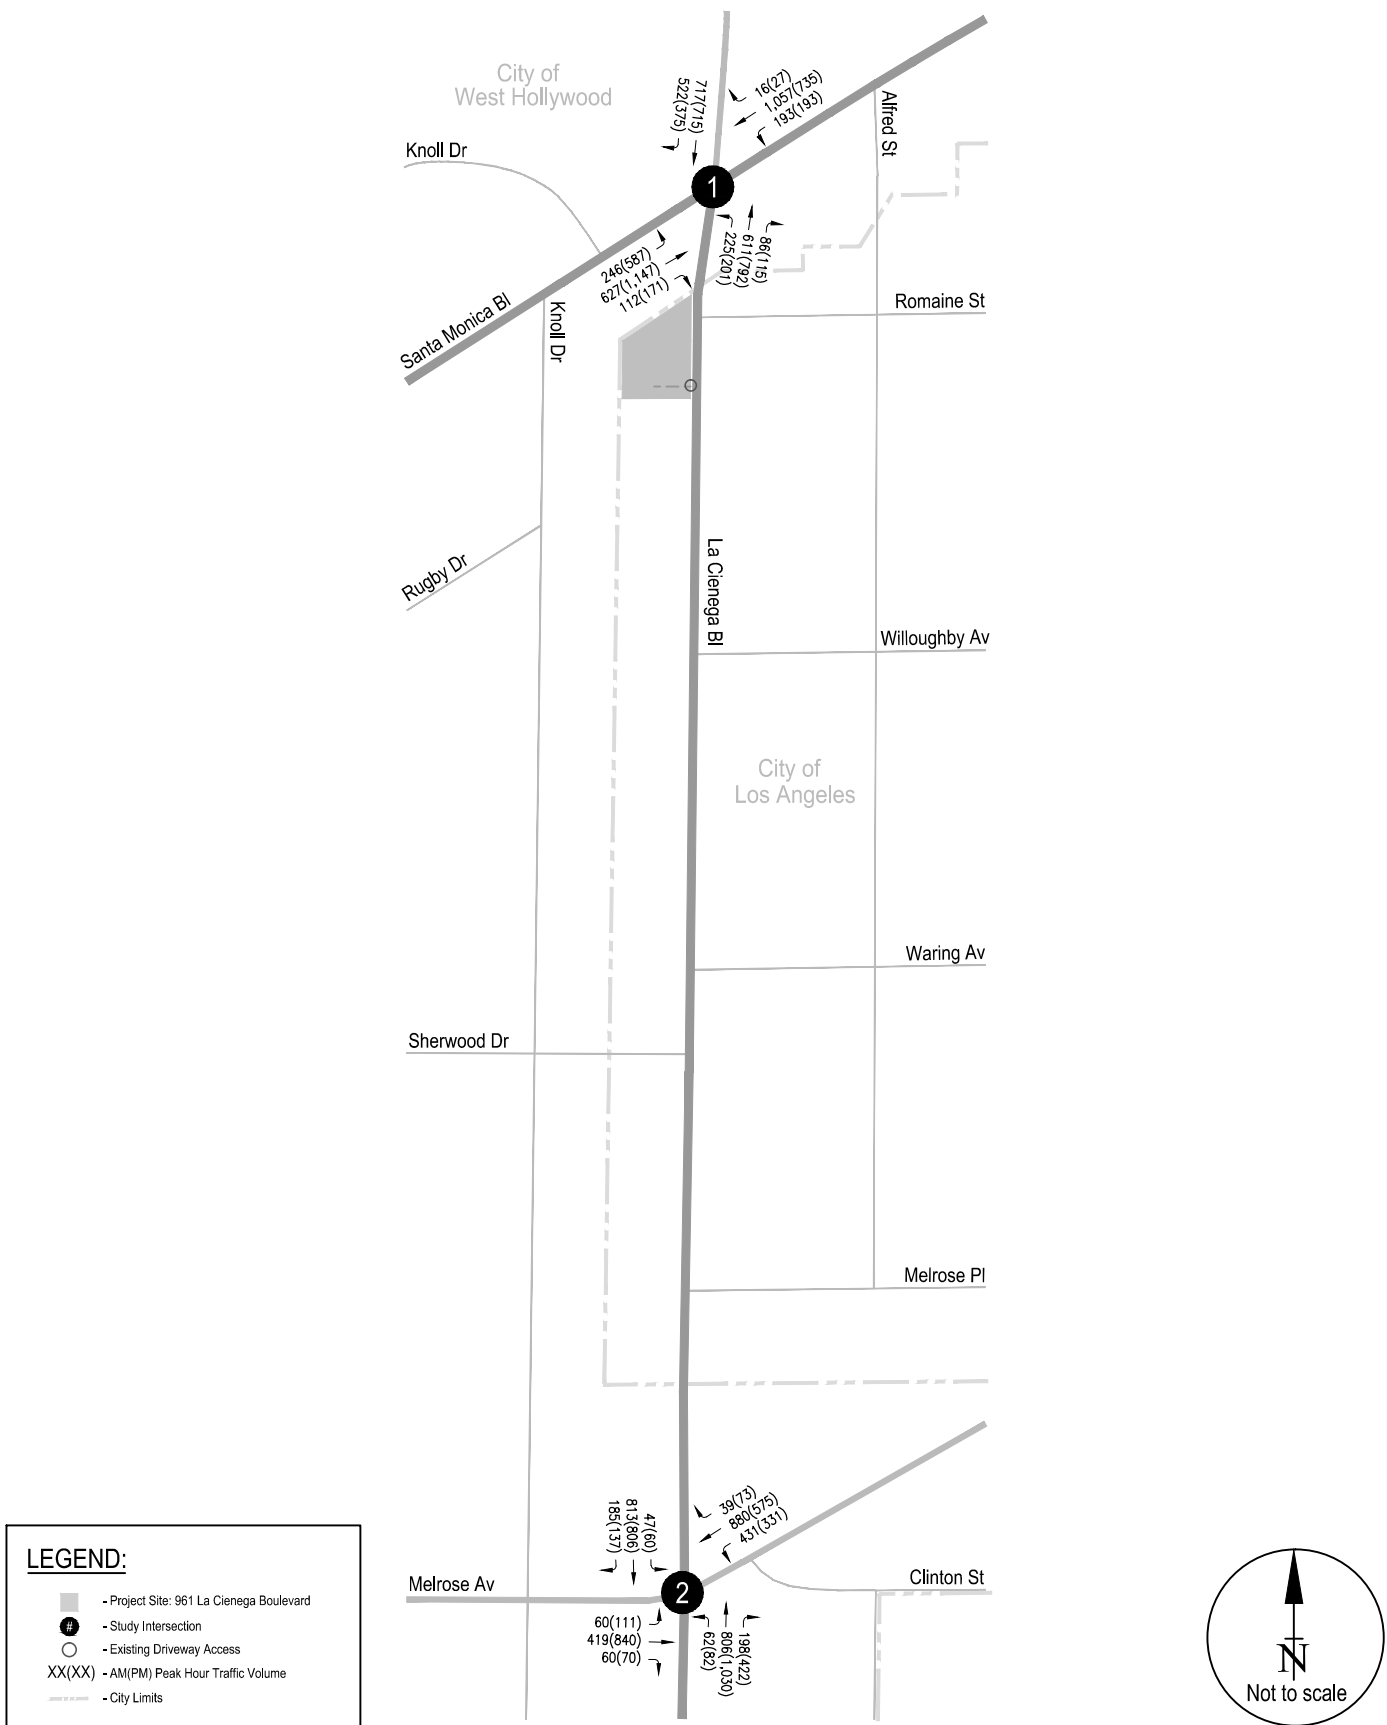 City of
West Hollywood
717(715)
522(375)
16(27)
1,057(735)
193(193)
Alfred St
Knoll Dr
1
86(115)
611(792)
225(201)
246(587)
627(1,147)
112(171)
Santa Monica Bl
Knoll Dr
Romaine St
Rugby Dr
La Cienega Bl
Willoughby Av
City of
Los Angeles
Waring Av
Sherwood Dr
Melrose Pl
47(60)
813(806)
185(137)
39(73)
880(575)
431(331)
Melrose Av
2
Clinton St
60(111)
419(840)
60(70)
198(422)
806(1,030)
62(82)
LEGEND:
- Project Site: 961 La Cienega Boulevard
# - Study Intersection
- Existing Driveway Access
XX(XX) - AM(PM) Peak Hour Traffic Volume
- City Limits
N
Not to scale